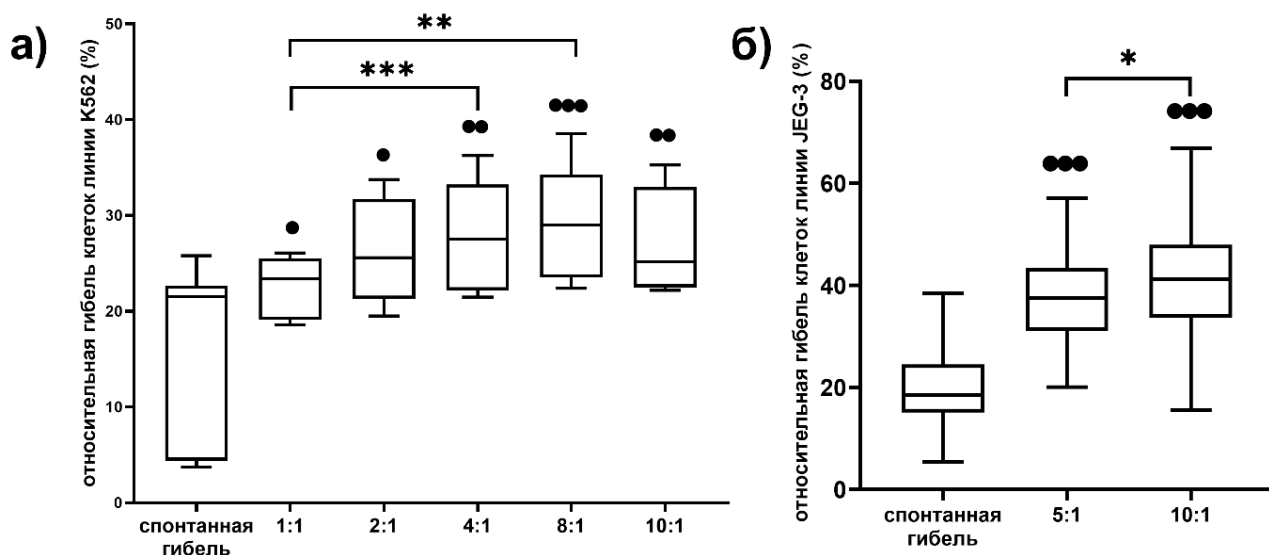 а)
относительная гибель клеток линии K562 (%)
50
40
30
20
10
0
**
***
спонтанная
гибель
1:1
2:1
4:1
8:1
10:1
б)
относительная гибель клеток линии JEG-3 (%)
80
60
40
20
0
*
спонтанная
гибель
5:1
10:1